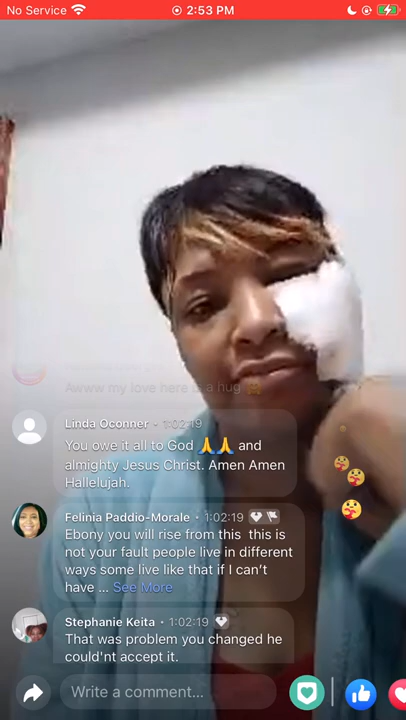 No Service 2:53 PM
Awww my love here is a hug 🤗
Linda Oconner · 1:02:19
You owe it all to God 🙏🙏 and
almighty Jesus Christ. Amen Amen
Hallelujah.
Felinia Paddio-Morale · 1:02:19
Ebony you will rise from this this is
not your fault people live in different
ways some live like that if I can't
have ... See More
Stephanie Keita · 1:02:19
That was problem you changed he
could'nt accept it.
Write a comment...